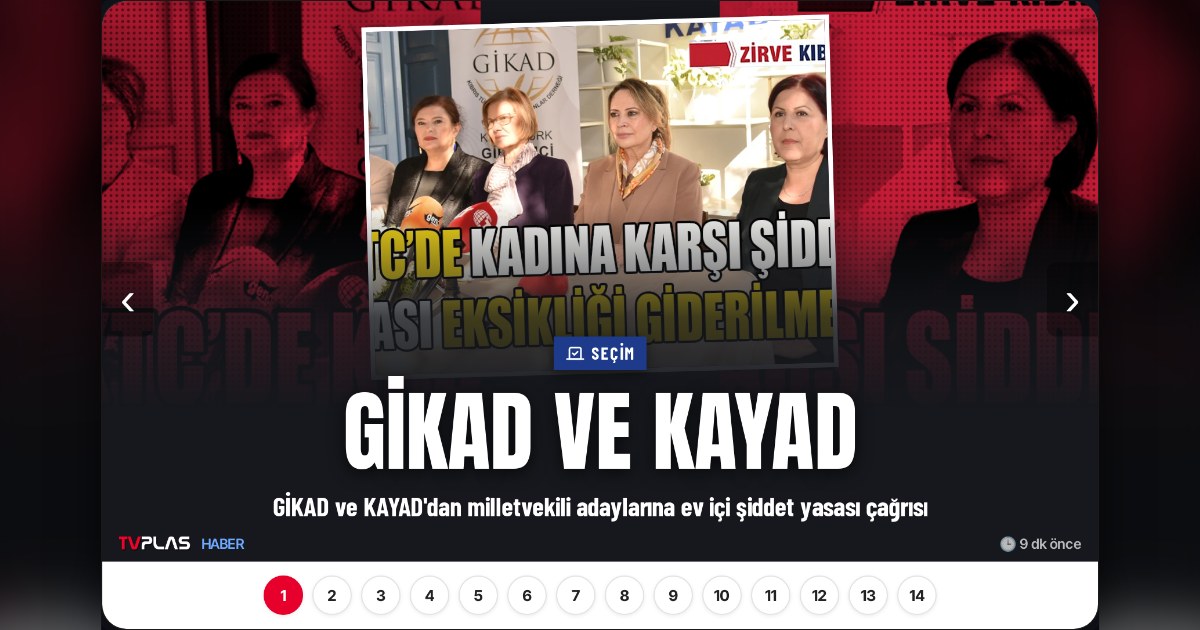 KAYAD
GİKAD
ZİRVE KIB
TC'DE KADINA KARŞI ŞİDD
ASI EKSİKLİĞİ GİDERİLME
SEÇİM
GİKAD VE KAYAD
GİKAD ve KAYAD'dan milletvekili adaylarına ev içi şiddet yasası çağrısı
TVPLAS HABER
9 dk önce
1 2 3 4 5 6 7 8 9 10 11 12 13 14